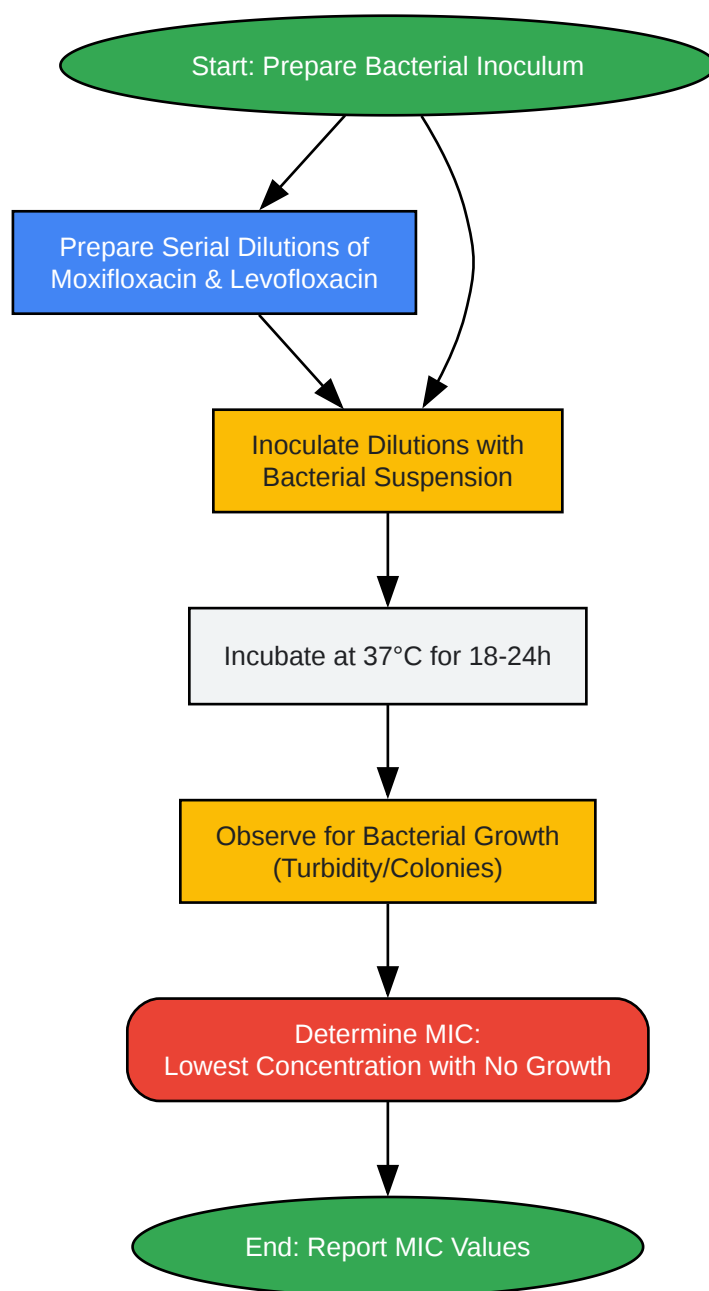 Start: Prepare Bacterial Inoculum
Prepare Serial Dilutions of
Moxifloxacin & Levofloxacin
Inoculate Dilutions with
Bacterial Suspension
Incubate at 37°C for 18-24h
Observe for Bacterial Growth
(Turbidity/Colonies)
Determine MIC:
Lowest Concentration with No Growth
End: Report MIC Values